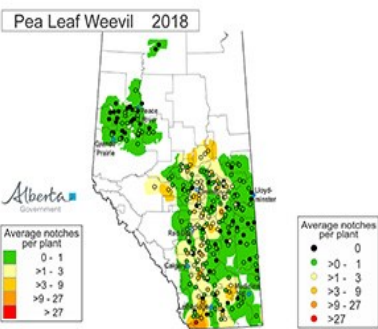 Pea Leaf Weevil 2018
Peace
Grande
Prairie
Lloyd-
minster
Alberta
Government
Average notches
per plant
0 - 1
>1 - 3
>3 - 9
>9 - 27
> 27
Average notches
per plant
0
>0 - 1
>1 - 3
>3 - 9
>9 - 27
>27